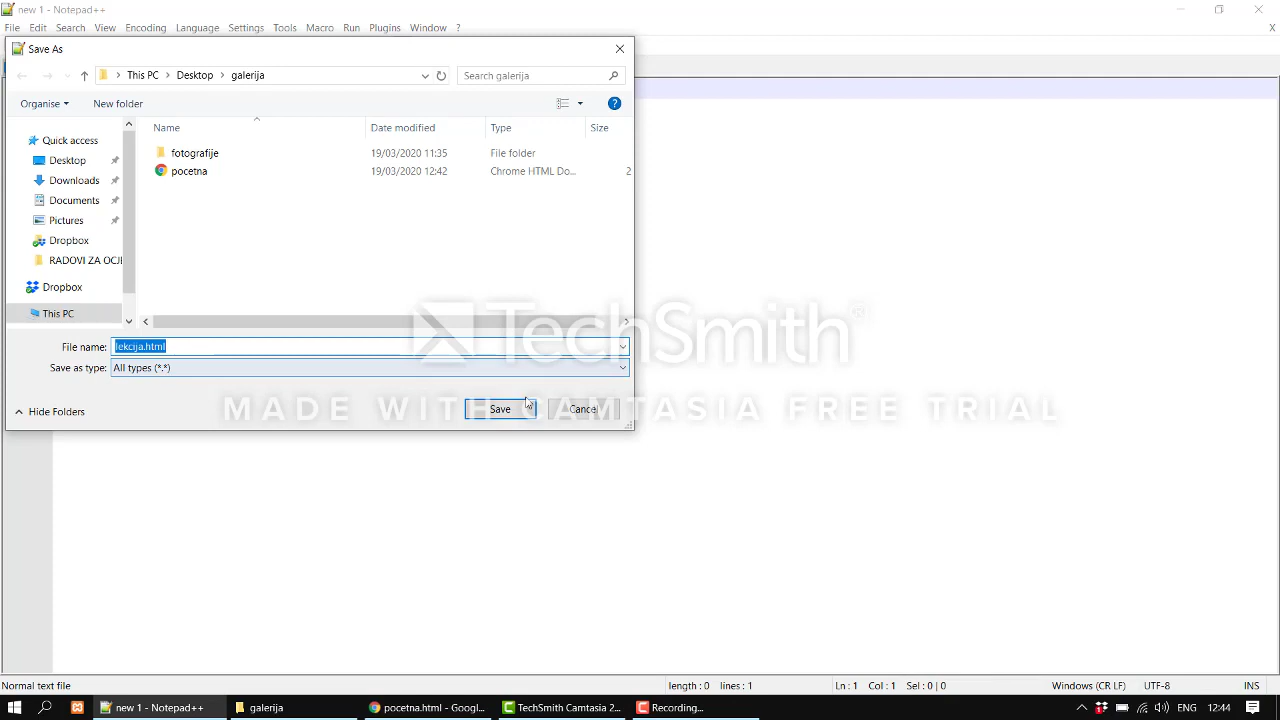 new 1 - Notepad++
File Edit Search View Encoding Language Settings Tools Macro Run Plugins Window ? X
Save As
This PC > Desktop > galerija
Search galerija
Organise New folder
Name Date modified Type Size
Quick access
Desktop
Downloads
Documents
Pictures
Dropbox
RADOVI ZA OCJ
Dropbox
This PC
fotografije 19/03/2020 11:35 File folder
pocetna 19/03/2020 12:42 Chrome HTML Do... 2
TechSmith®
File name: lekcija.html
Save as type: All types (*.*)
MADE WITH CAMTASIA FREE TRIAL
Hide Folders
Save Cancel
Normal text file length : 0 lines : 1 Ln : 1 Col : 1 Sel : 0 | 0 Windows (CR LF) UTF-8 INS
new 1 - Notepad++ galerija pocetna.html - Googl... TechSmith Camtasia 2... Recording... ENG 12:44